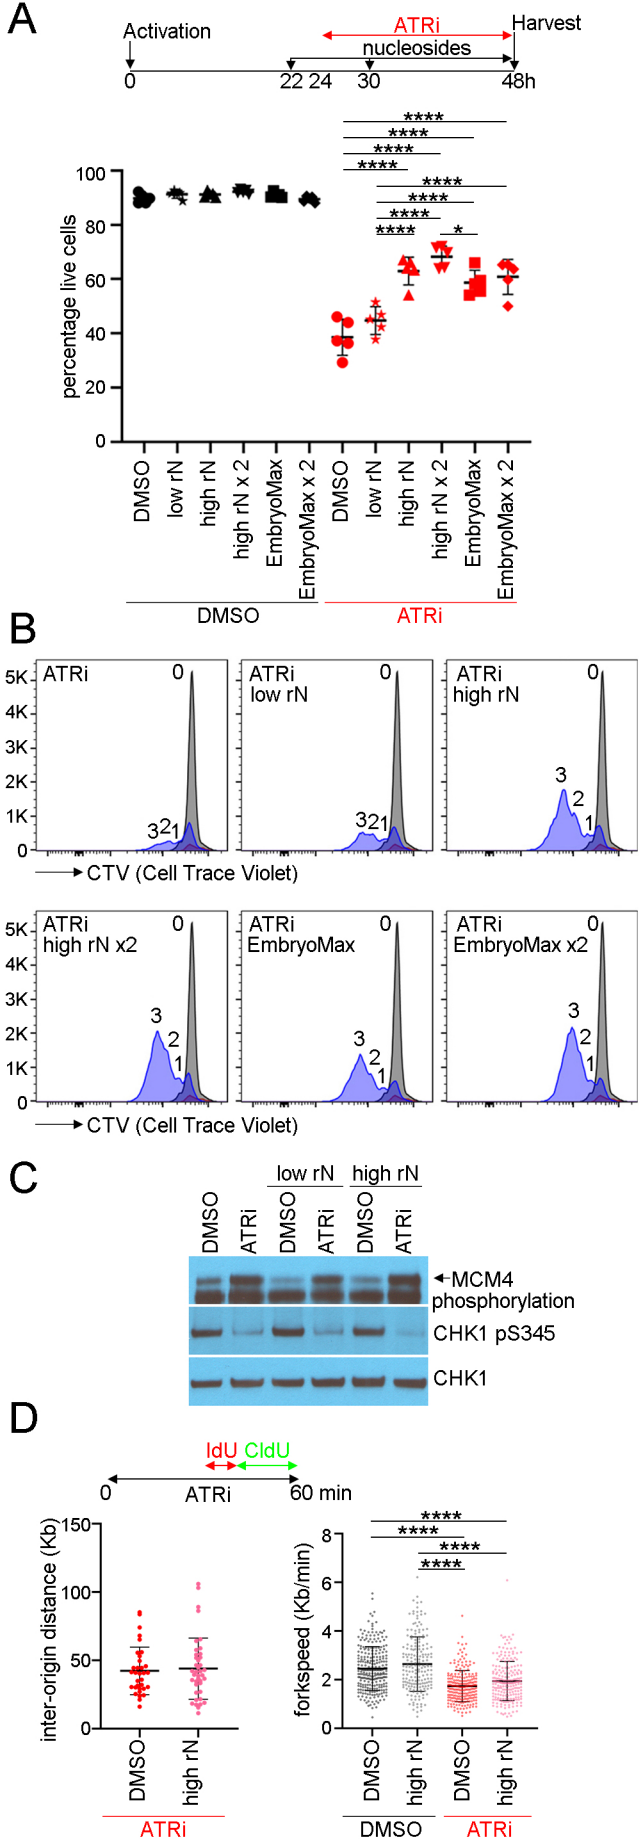 A
Activation
ATRi
Harvest
nucleosides
0
22 24
30
48h
****
****
****
****
****
****
****
**** *
percentage live cells
100
80
60
40
20
0
DMSO
low rN
high rN
high rN x 2
EmbryoMax
EmbryoMax x 2
DMSO
low rN
high rN
high rN x 2
EmbryoMax
EmbryoMax x 2
DMSO
ATRi
B
5K
4K
3K
2K
1K
0
ATRi
0
321
ATRi
low rN
0
321
ATRi
high rN
0
3
2
1
CTV (Cell Trace Violet)
5K
4K
3K
2K
1K
0
ATRi
high rN x2
0
3
2
1
ATRi
EmbryoMax
0
3
2
1
ATRi
EmbryoMax x2
0
3
2
1
CTV (Cell Trace Violet)
C
low rN
high rN
DMSO
ATRi
DMSO
ATRi
DMSO
ATRi
MCM4
phosphorylation
CHK1 pS345
CHK1
D
IdU CldU
0
ATRi
60 min
inter-origin distance (Kb)
150
100
50
0
DMSO
high rN
ATRi
forkspeed (Kb/min)
8
6
4
2
0
****
****
****
****
DMSO
high rN
DMSO
high rN
DMSO
ATRi